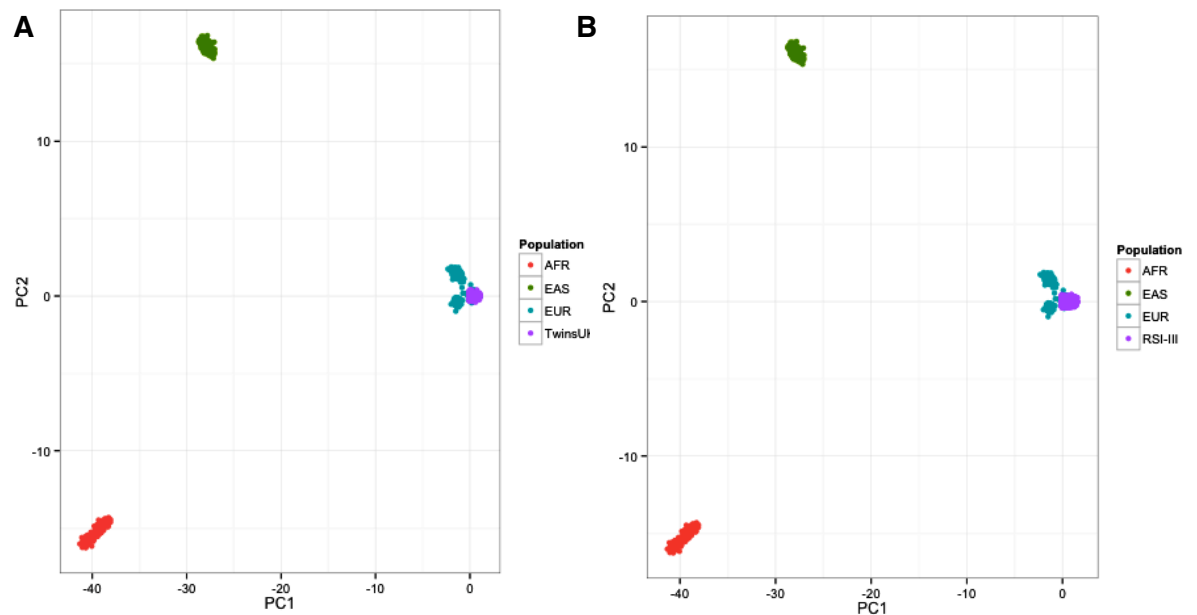 A
10
0
-10
PC2
-40
-30
-20
-10
0
PC1
Population
AFR
EAS
EUR
TwinsUK
B
10
0
-10
PC2
-40
-30
-20
-10
0
PC1
Population
AFR
EAS
EUR
RSI-III